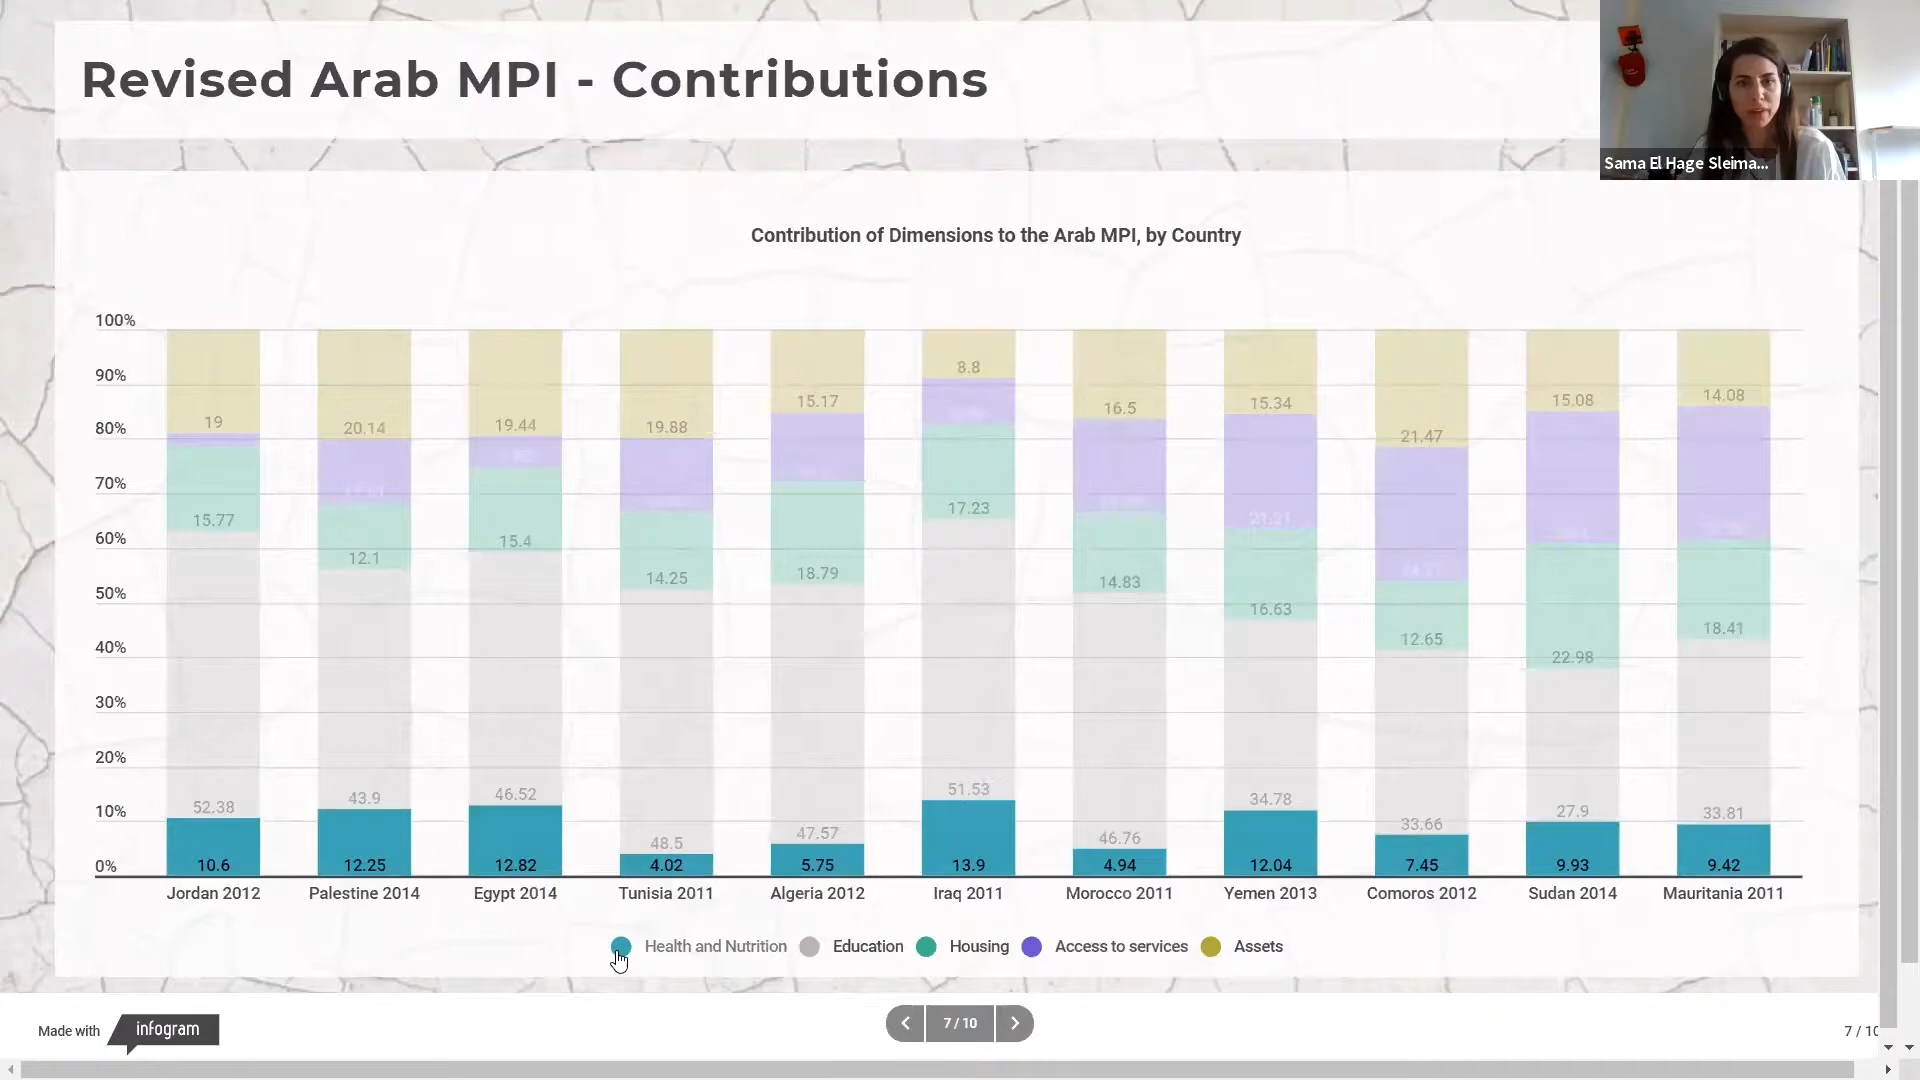 Revised Arab MPI - Contributions
Sama El Hage Sleima...
Contribution of Dimensions to the Arab MPI, by Country
100%
90%
80%
70%
60%
50%
40%
30%
20%
10%
0%
19 20.14 19.44 19.88 15.17 8.8 16.5 15.34 21.47 15.08 14.08
21.21
15.77 12.1 15.4 14.25 18.79 17.23 14.83 16.63 12.65 22.98 18.41
52.38 43.9 46.52 48.5 47.57 51.53 46.76 34.78 33.66 27.9 33.81
10.6 12.25 12.82 4.02 5.75 13.9 4.94 12.04 7.45 9.93 9.42
Jordan 2012 Palestine 2014 Egypt 2014 Tunisia 2011 Algeria 2012 Iraq 2011 Morocco 2011 Yemen 2013 Comoros 2012 Sudan 2014 Mauritania 2011
Health and Nutrition Education Housing Access to services Assets
Made with infogram
7 / 10
7 / 10